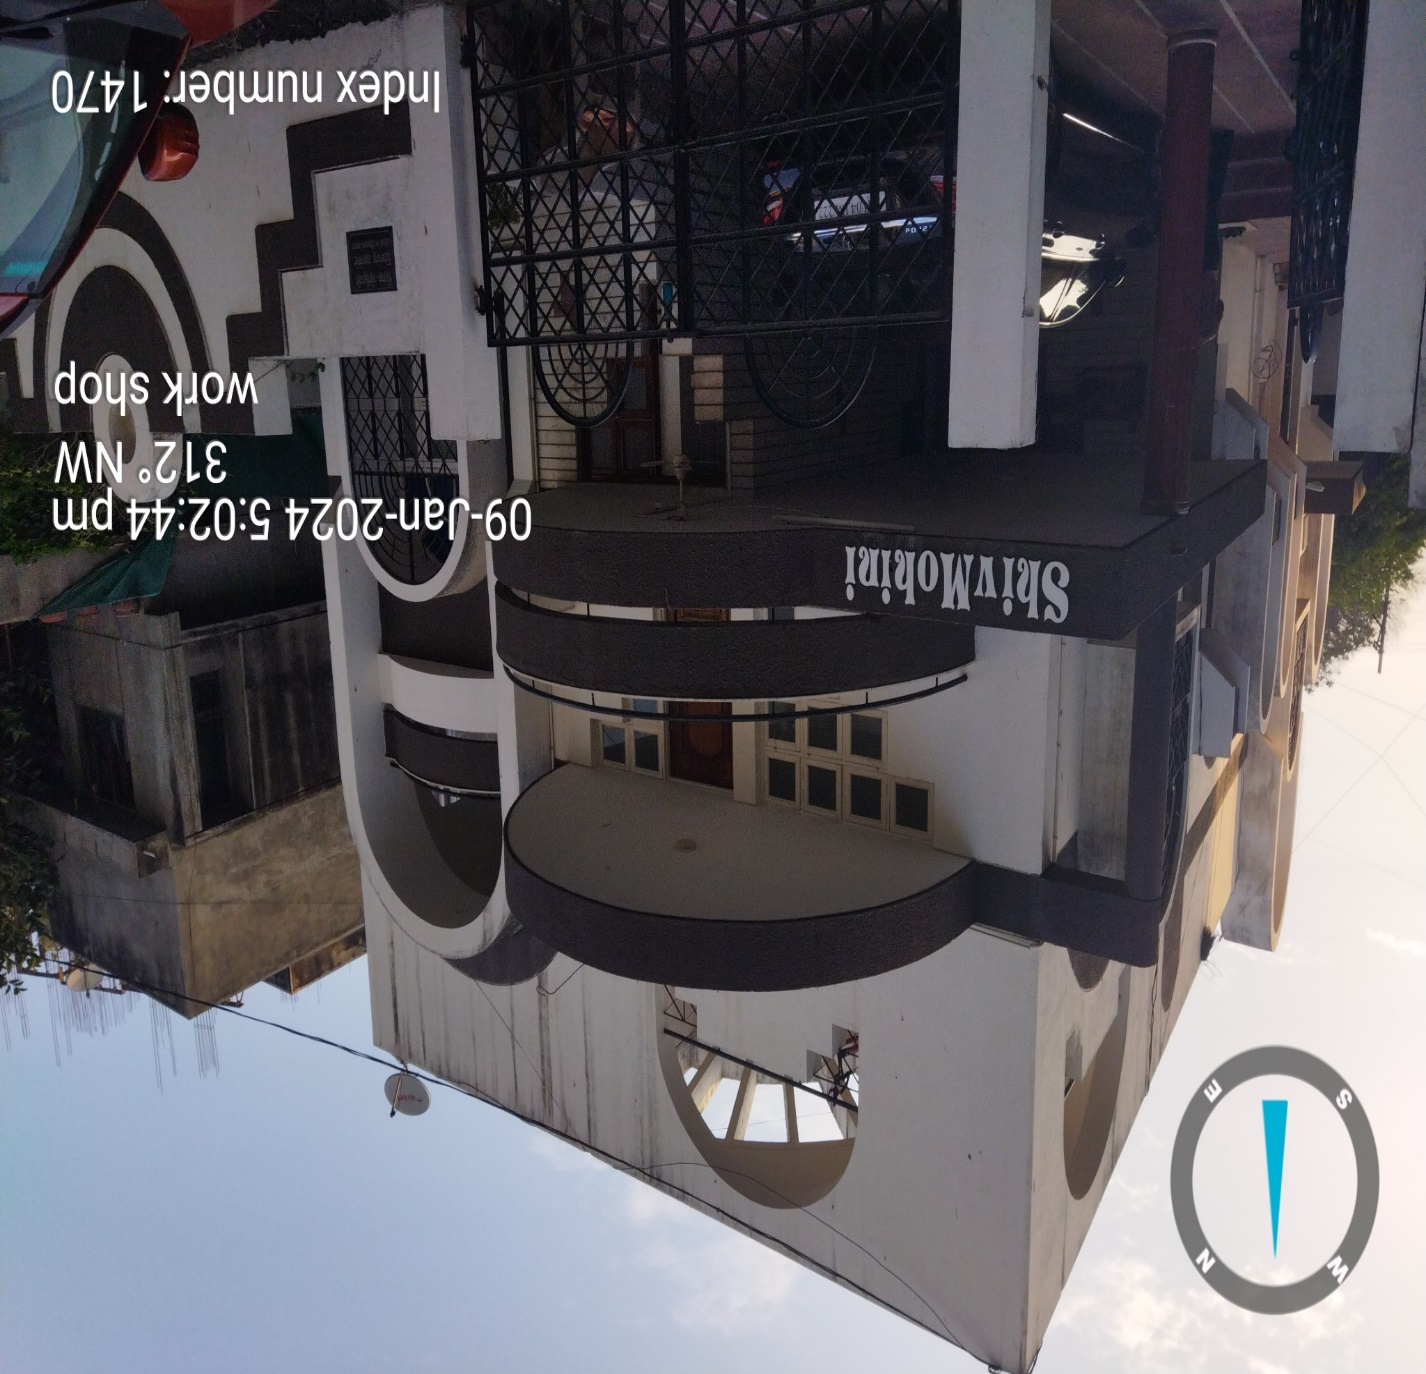 ShivMohini
09-Jan-2024 5:02:44 pm
312° NW
work shop
Index number: 1470
N
E
S
W